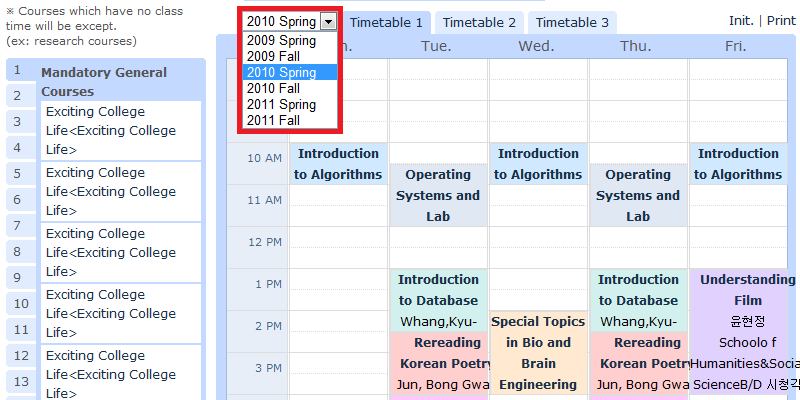 ※ Courses which have no class
time will be except.
(ex: research courses)
2010 Spring
2009 Spring
2009 Fall
2010 Spring
2010 Fall
2011 Spring
2011 Fall
Timetable 1
Timetable 2
Timetable 3
Init. | Print
n.
Tue.
Wed.
Thu.
Fri.
1
2
3
4
5
6
7
8
9
10
11
12
13
Mandatory General
Courses
Exciting College
Life<Exciting College
Life>
Exciting College
Life<Exciting College
Life>
Exciting College
Life<Exciting College
Life>
Exciting College
Life<Exciting College
Life>
Exciting College
Life<Exciting College
Life>
10 AM
11 AM
12 PM
1 PM
2 PM
3 PM
Introduction
to Algorithms
Operating
Systems and
Lab
Introduction
to Database
Whang,Kyu-
Rereading
Korean Poetry
Jun, Bong Gwa
Introduction
to Algorithms
Special Topics
in Bio and
Brain
Engineering
Operating
Systems and
Lab
Introduction
to Database
Whang,Kyu-
Rereading
Korean Poetry
Jun, Bong Gwa
Introduction
to Algorithms
Understanding
Film
윤현정
Schoolo f
Humanities&Socia
ScienceB/D 시청각